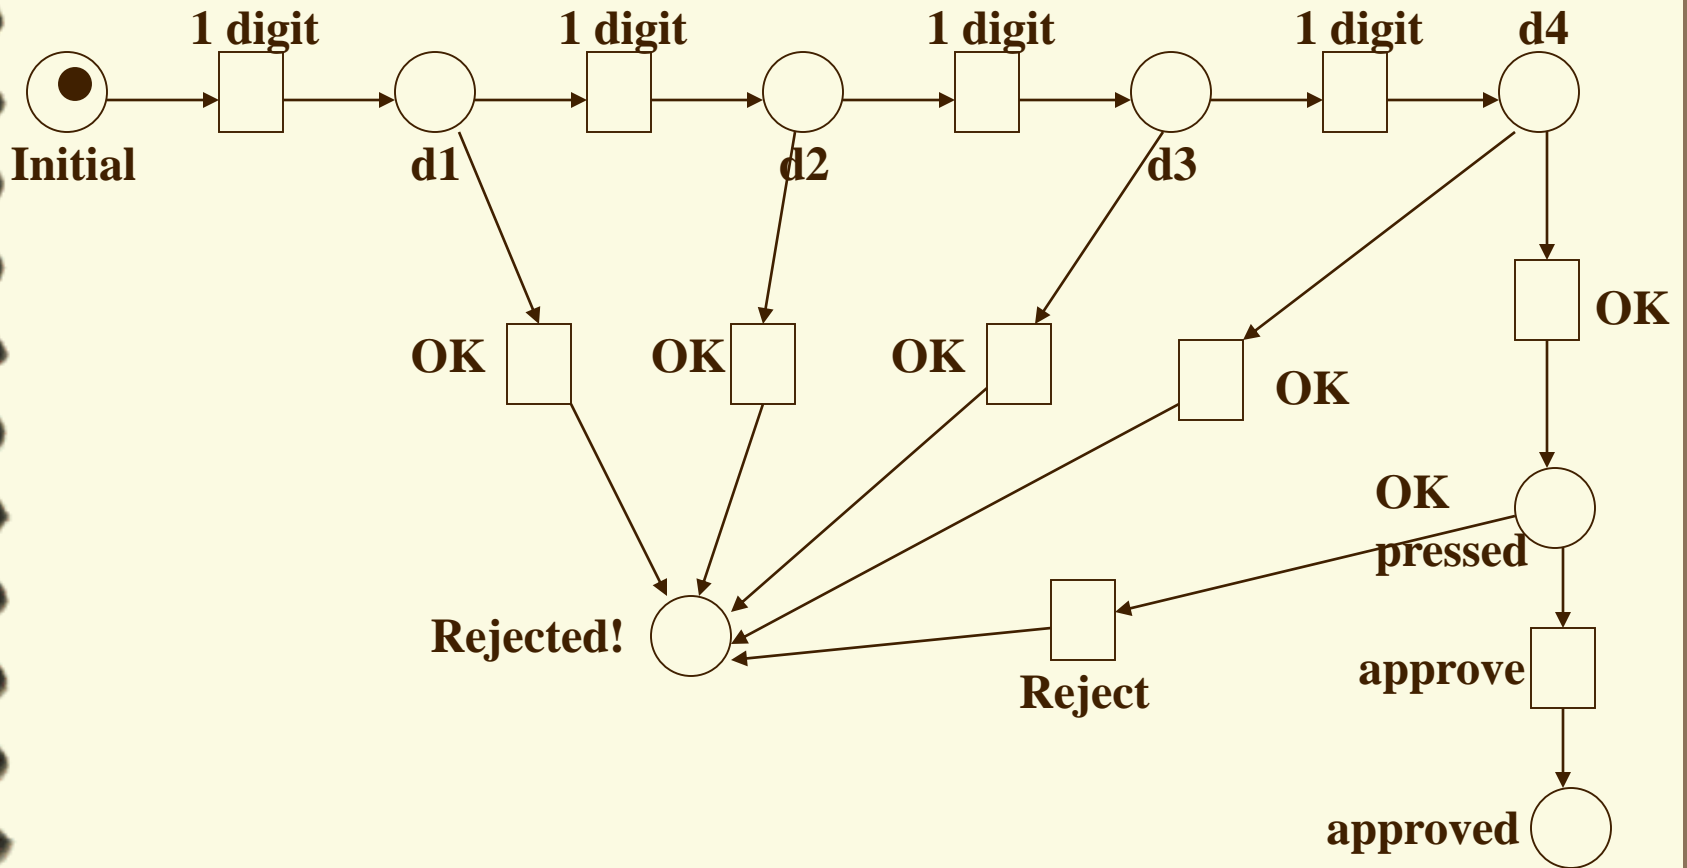 1 digit
1 digit
1 digit
1 digit
d4
Initial
d1
d2
d3
OK
OK
OK
OK
OK
OK
pressed
Rejected!
Reject
approve
approved